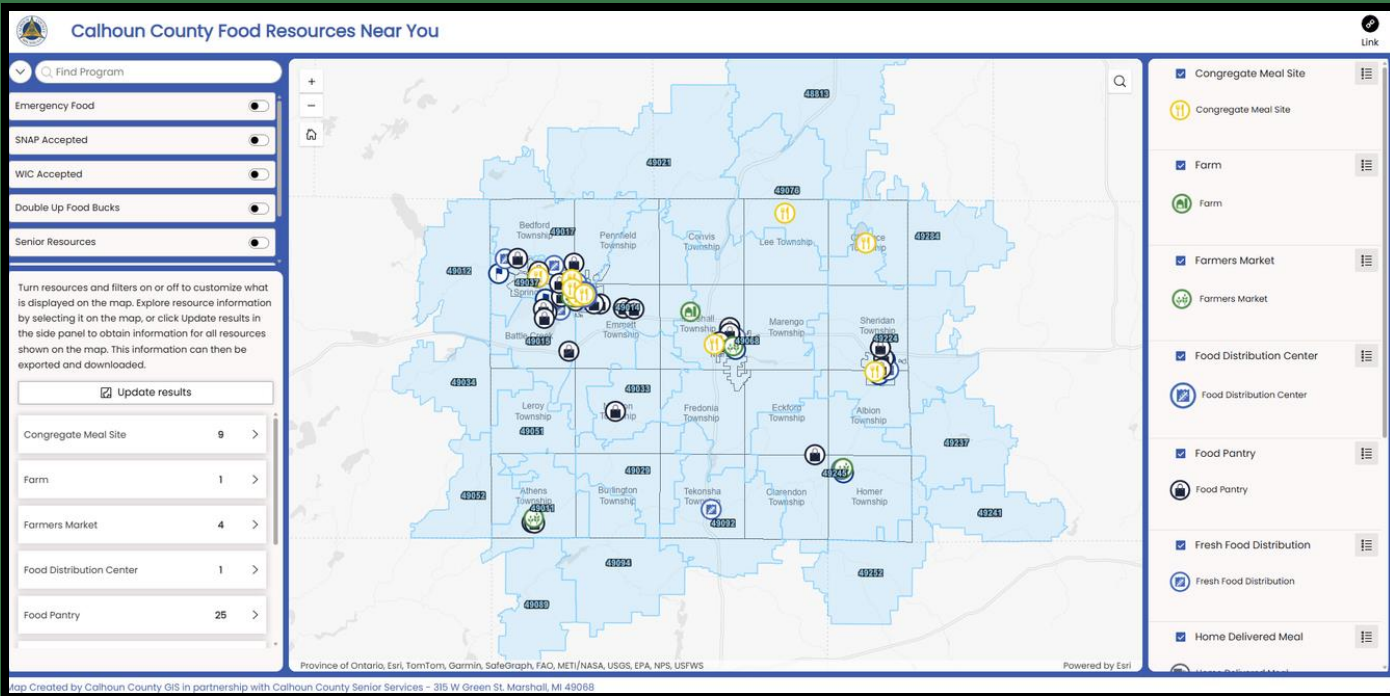 Calhoun County Food Resources Near You
Link
Find Program
Emergency Food
SNAP Accepted
WIC Accepted
Double Up Food Bucks
Senior Resources
Turn resources and filters on or off to customize what
is displayed on the map. Explore resource information
by selecting it on the map, or click Update results in
the side panel to obtain information for all resources
shown on the map. This information can then be
exported and downloaded.
Update results
Congregate Meal Site 9
Farm 1
Farmers Market 4
Food Distribution Center 1
Food Pantry 25
48813
49021
49076
Bedford
Township
49017
Pennfield
Township
Convis
Township
Lee Township
49284
49012
49037
49014
Emmett
Township
Township
Marengo
Township
Sheridan
Township
49224
Battle Creek
49015
49068
49034
49033
Leroy
Township
49051
Fredonia
Township
Eckford
Township
Albion
Township
49237
49029
49245
49052
Athens
Township
49011
Burlington
Township
Tekonsha
49092
Clarendon
Township
Homer
Township
49241
49094
49252
49089
Province of Ontario, Esri, TomTom, Garmin, SafeGraph, FAO, METI/NASA, USGS, EPA, NPS, USFWS
Powered by Esri
Congregate Meal Site
Congregate Meal Site
Farm
Farm
Farmers Market
Farmers Market
Food Distribution Center
Food Distribution Center
Food Pantry
Food Pantry
Fresh Food Distribution
Fresh Food Distribution
Home Delivered Meal
Home Delivered Meal
Map Created by Calhoun County GIS in partnership with Calhoun County Senior Services - 315 W Green St. Marshall, MI 49068